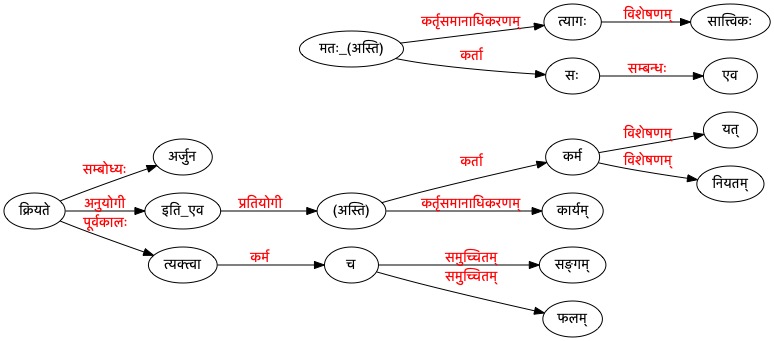 कर्तृसमानाधिकरणम् त्यागः विशेषणम् सात्त्विकः
मतः_(अस्ति)
कर्ता सः सम्बन्धः एव
विशेषणम् यत्
अर्जुन कर्ता कर्म
सम्बोध्यः विशेषणम् नियतम्
क्रियते अनुयोगी इति_एव प्रतियोगी (अस्ति) कर्तृसमानाधिकरणम् कार्यम्
पूर्वकालः
त्यक्त्वा कर्म च समुच्चितम् सङ्गम्
समुच्चितम्
फलम्